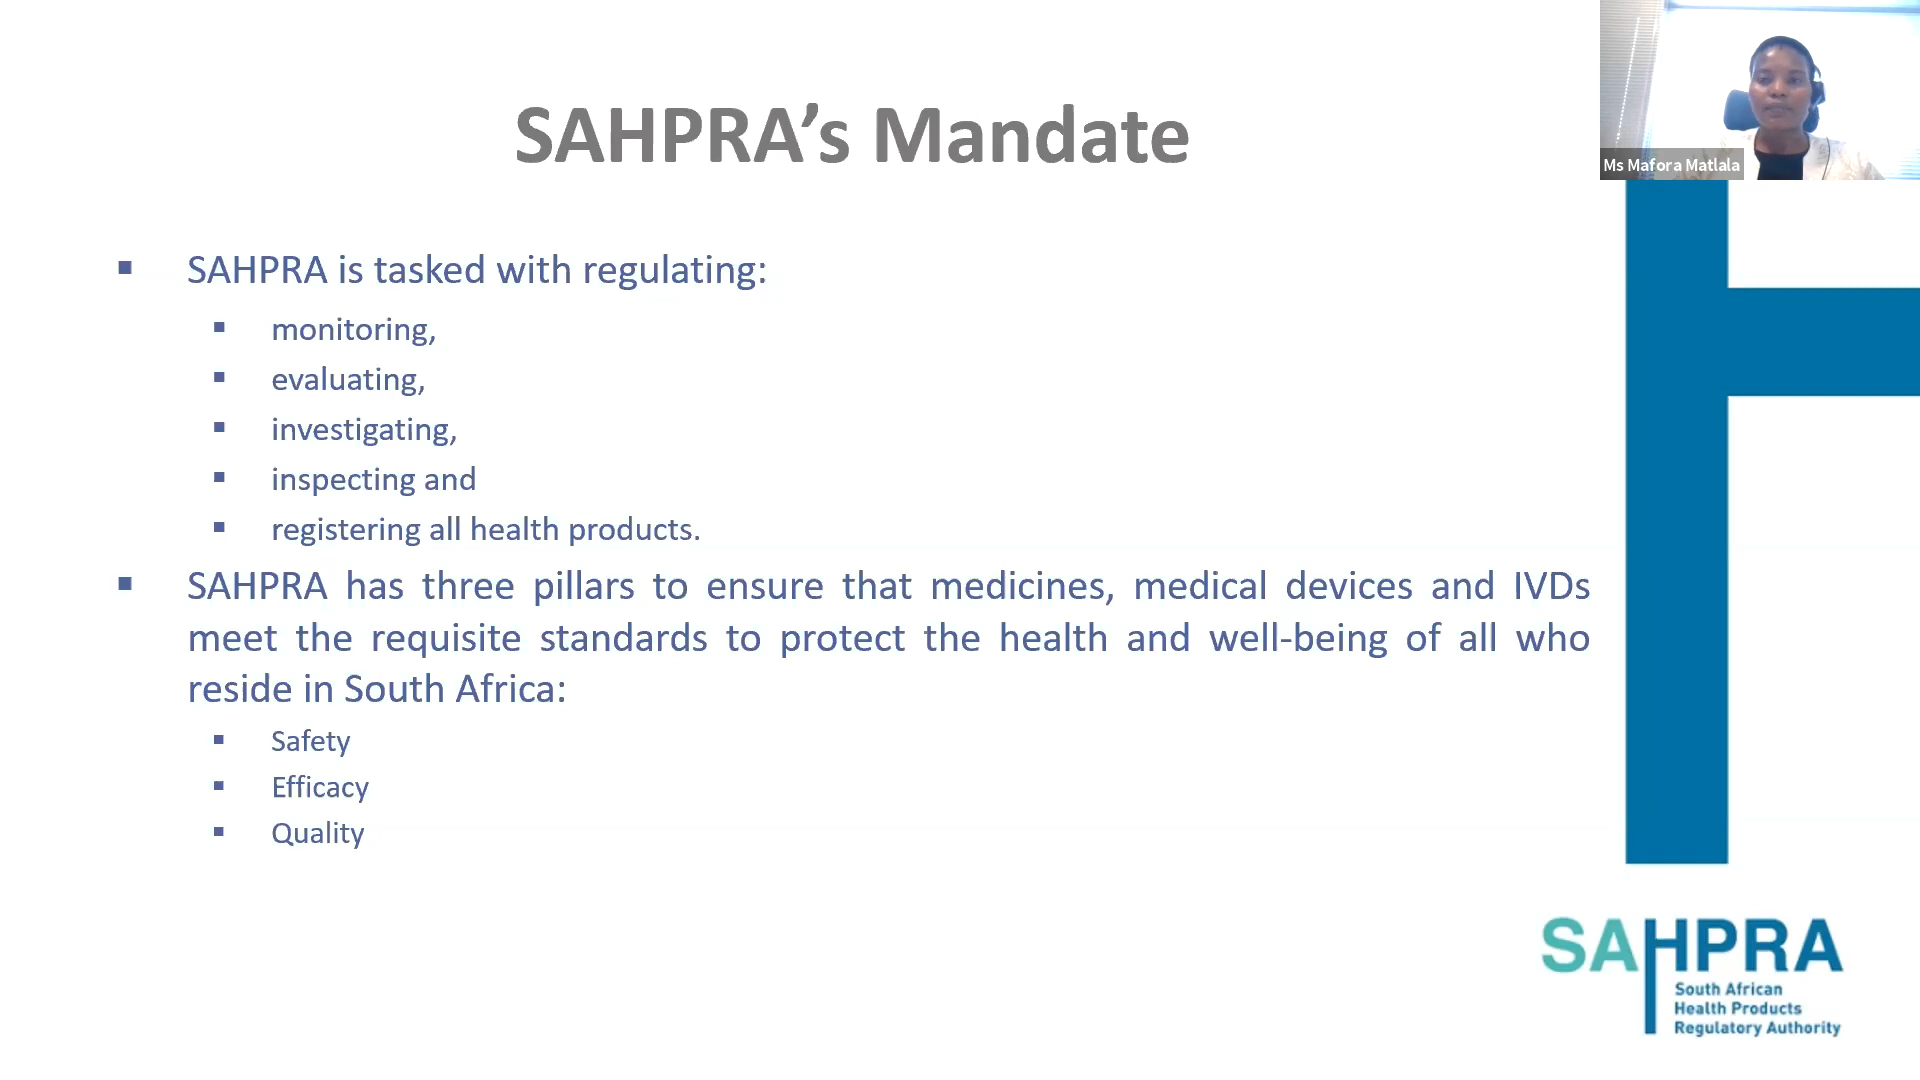 SAHPRA’s Mandate
Ms Mafora Matlala
▪ SAHPRA is tasked with regulating:
▪ monitoring,
▪ evaluating,
▪ investigating,
▪ inspecting and
▪ registering all health products.
▪ SAHPRA has three pillars to ensure that medicines, medical devices and IVDs
meet the requisite standards to protect the health and well-being of all who
reside in South Africa:
▪ Safety
▪ Efficacy
▪ Quality
SAHPRA
South African
Health Products
Regulatory Authority